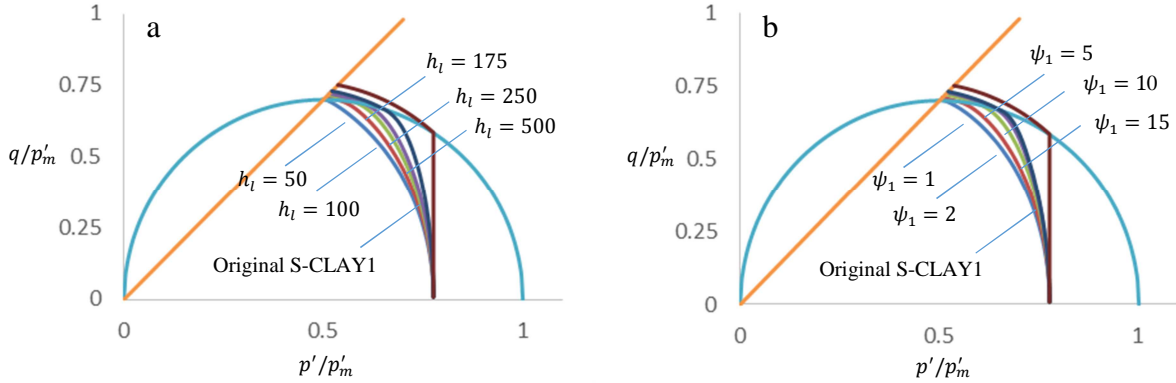 a
1
0.75
0.5
0.25
0
q/p′ₘ
hₗ = 175
hₗ = 250
hₗ = 500
hₗ = 50
hₗ = 100
Original S-CLAY1
0
0.5
1
p′/p′ₘ
b
1
0.75
0.5
0.25
0
q/p′ₘ
ψ₁ = 5
ψ₁ = 10
ψ₁ = 15
ψ₁ = 1
ψ₁ = 2
Original S-CLAY1
0
0.5
1
p′/p′ₘ